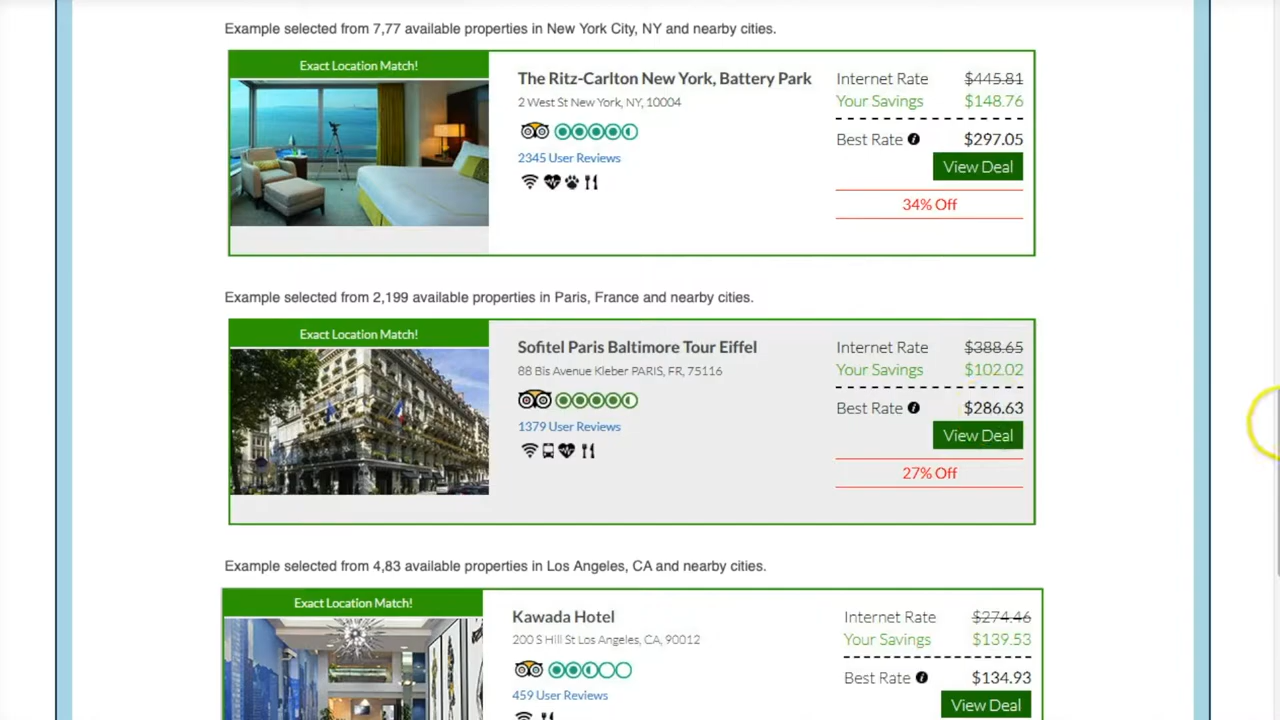 Example selected from 7,77 available properties in New York City, NY and nearby cities.
Exact Location Match!
The Ritz-Carlton New York, Battery Park
2 West St New York, NY, 10004
2345 User Reviews
Internet Rate $445.81
Your Savings $148.76
Best Rate $297.05
View Deal
34% Off
Example selected from 2,199 available properties in Paris, France and nearby cities.
Exact Location Match!
Sofitel Paris Baltimore Tour Eiffel
88 Bis Avenue Kleber PARIS, FR, 75116
1379 User Reviews
Internet Rate $388.65
Your Savings $102.02
Best Rate $286.63
View Deal
27% Off
Example selected from 4,83 available properties in Los Angeles, CA and nearby cities.
Exact Location Match!
Kawada Hotel
200 S Hill St Los Angeles, CA, 90012
459 User Reviews
Internet Rate $274.46
Your Savings $139.53
Best Rate $134.93
View Deal